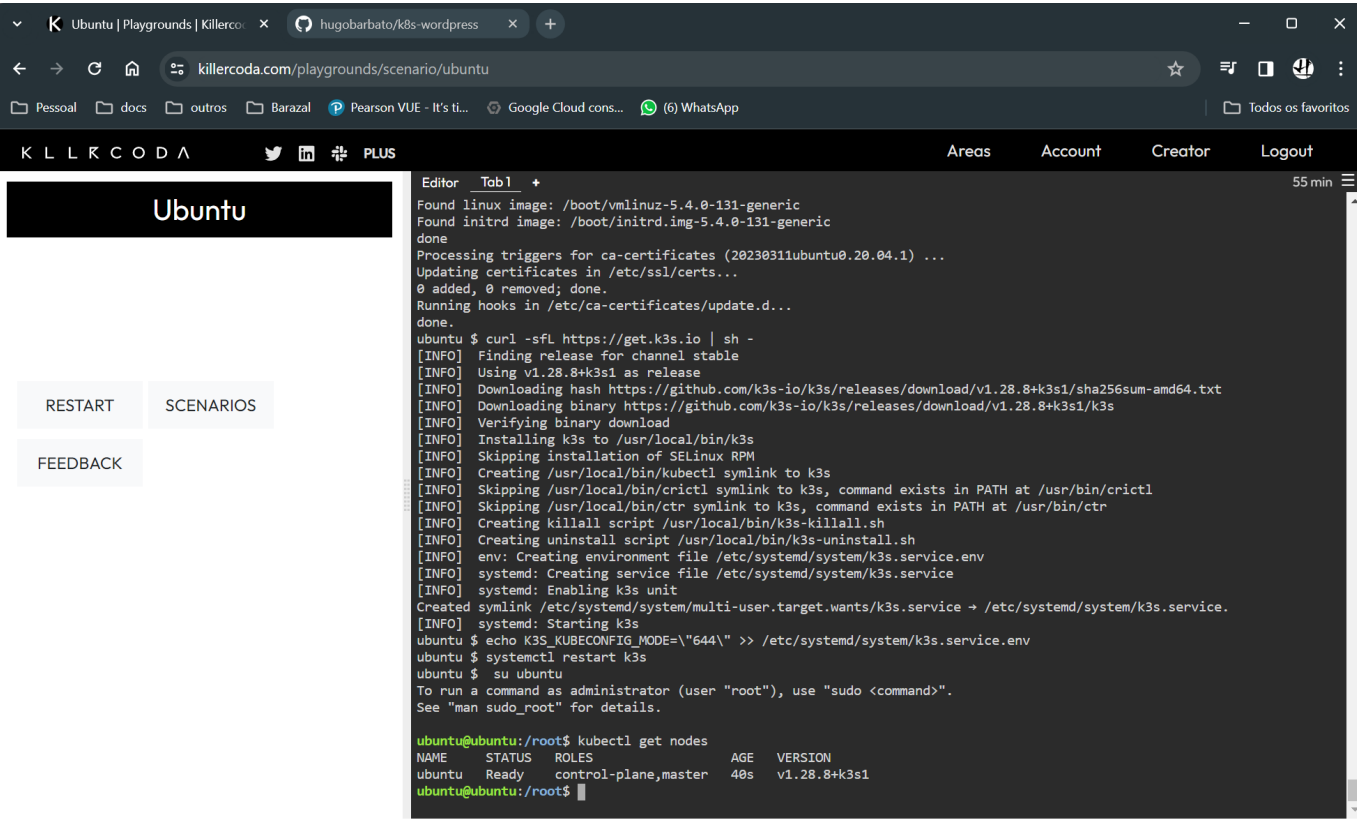 Ubuntu | Playgrounds | Killerco
hugobarbato/k8s-wordpress
killercoda.com/playgrounds/scenario/ubuntu
Pessoal docs outros Barazal Pearson VUE - It's ti... Google Cloud cons... (6) WhatsApp Todos os favoritos
KLLRCODA PLUS Areas Account Creator Logout
Ubuntu
RESTART SCENARIOS
FEEDBACK
Editor Tab 1 + 55 min
Found linux image: /boot/vmlinuz-5.4.0-131-generic
Found initrd image: /boot/initrd.img-5.4.0-131-generic
done
Processing triggers for ca-certificates (20230311ubuntu0.20.04.1) ...
Updating certificates in /etc/ssl/certs...
0 added, 0 removed; done.
Running hooks in /etc/ca-certificates/update.d...
done.
ubuntu $ curl -sfL https://get.k3s.io | sh -
[INFO]  Finding release for channel stable
[INFO]  Using v1.28.8+k3s1 as release
[INFO]  Downloading hash https://github.com/k3s-io/k3s/releases/download/v1.28.8+k3s1/sha256sum-amd64.txt
[INFO]  Downloading binary https://github.com/k3s-io/k3s/releases/download/v1.28.8+k3s1/k3s
[INFO]  Verifying binary download
[INFO]  Installing k3s to /usr/local/bin/k3s
[INFO]  Skipping installation of SELinux RPM
[INFO]  Creating /usr/local/bin/kubectl symlink to k3s
[INFO]  Skipping /usr/local/bin/crictl symlink to k3s, command exists in PATH at /usr/bin/crictl
[INFO]  Skipping /usr/local/bin/ctr symlink to k3s, command exists in PATH at /usr/bin/ctr
[INFO]  Creating killall script /usr/local/bin/k3s-killall.sh
[INFO]  Creating uninstall script /usr/local/bin/k3s-uninstall.sh
[INFO]  env: Creating environment file /etc/systemd/system/k3s.service.env
[INFO]  systemd: Creating service file /etc/systemd/system/k3s.service
[INFO]  systemd: Enabling k3s unit
Created symlink /etc/systemd/system/multi-user.target.wants/k3s.service → /etc/systemd/system/k3s.service.
[INFO]  systemd: Starting k3s
ubuntu $ echo K3S_KUBECONFIG_MODE=\"644\" >> /etc/systemd/system/k3s.service.env
ubuntu $ systemctl restart k3s
ubuntu $  su ubuntu
To run a command as administrator (user "root"), use "sudo <command>".
See "man sudo_root" for details.
ubuntu@ubuntu:/root$ kubectl get nodes
NAME     STATUS   ROLES                  AGE   VERSION
ubuntu   Ready    control-plane,master   40s   v1.28.8+k3s1
ubuntu@ubuntu:/root$